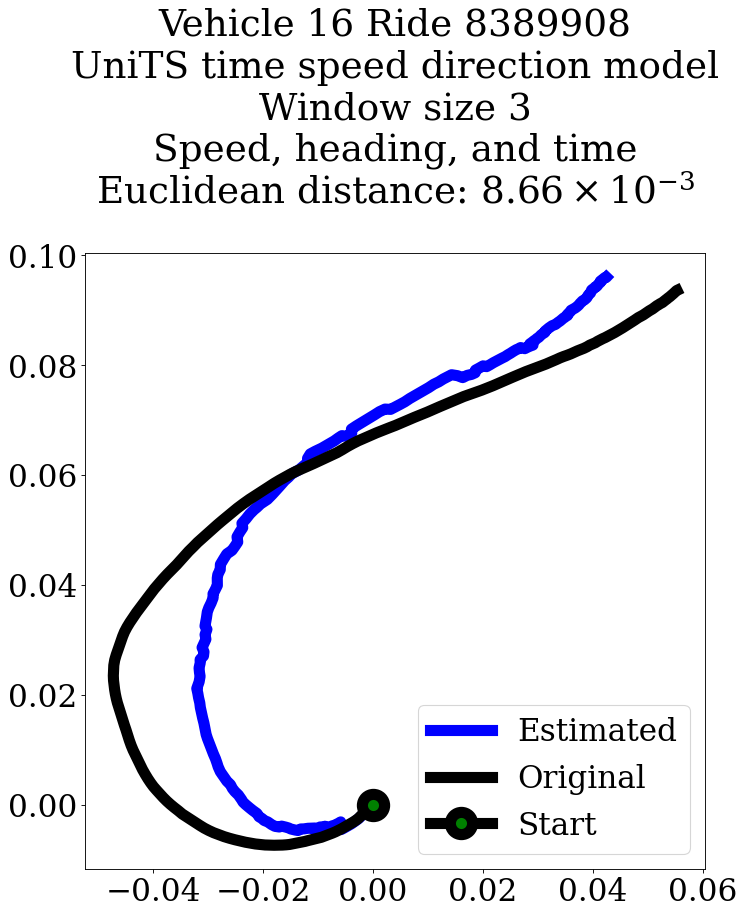 Vehicle 16 Ride 8389908
UniTS time speed direction model
Window size 3
Speed, heading, and time
Euclidean distance: 8.66 × 10⁻³
0.10
0.08
0.06
0.04
0.02
0.00
Estimated
Original
Start
−0.04 −0.02 0.00 0.02 0.04 0.06